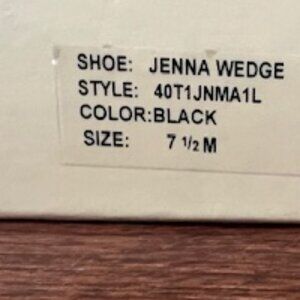 SHOE: JENNA WEDGE
STYLE: 40T1JNMA1L
COLOR:BLACK
SIZE: 7 1/2 M